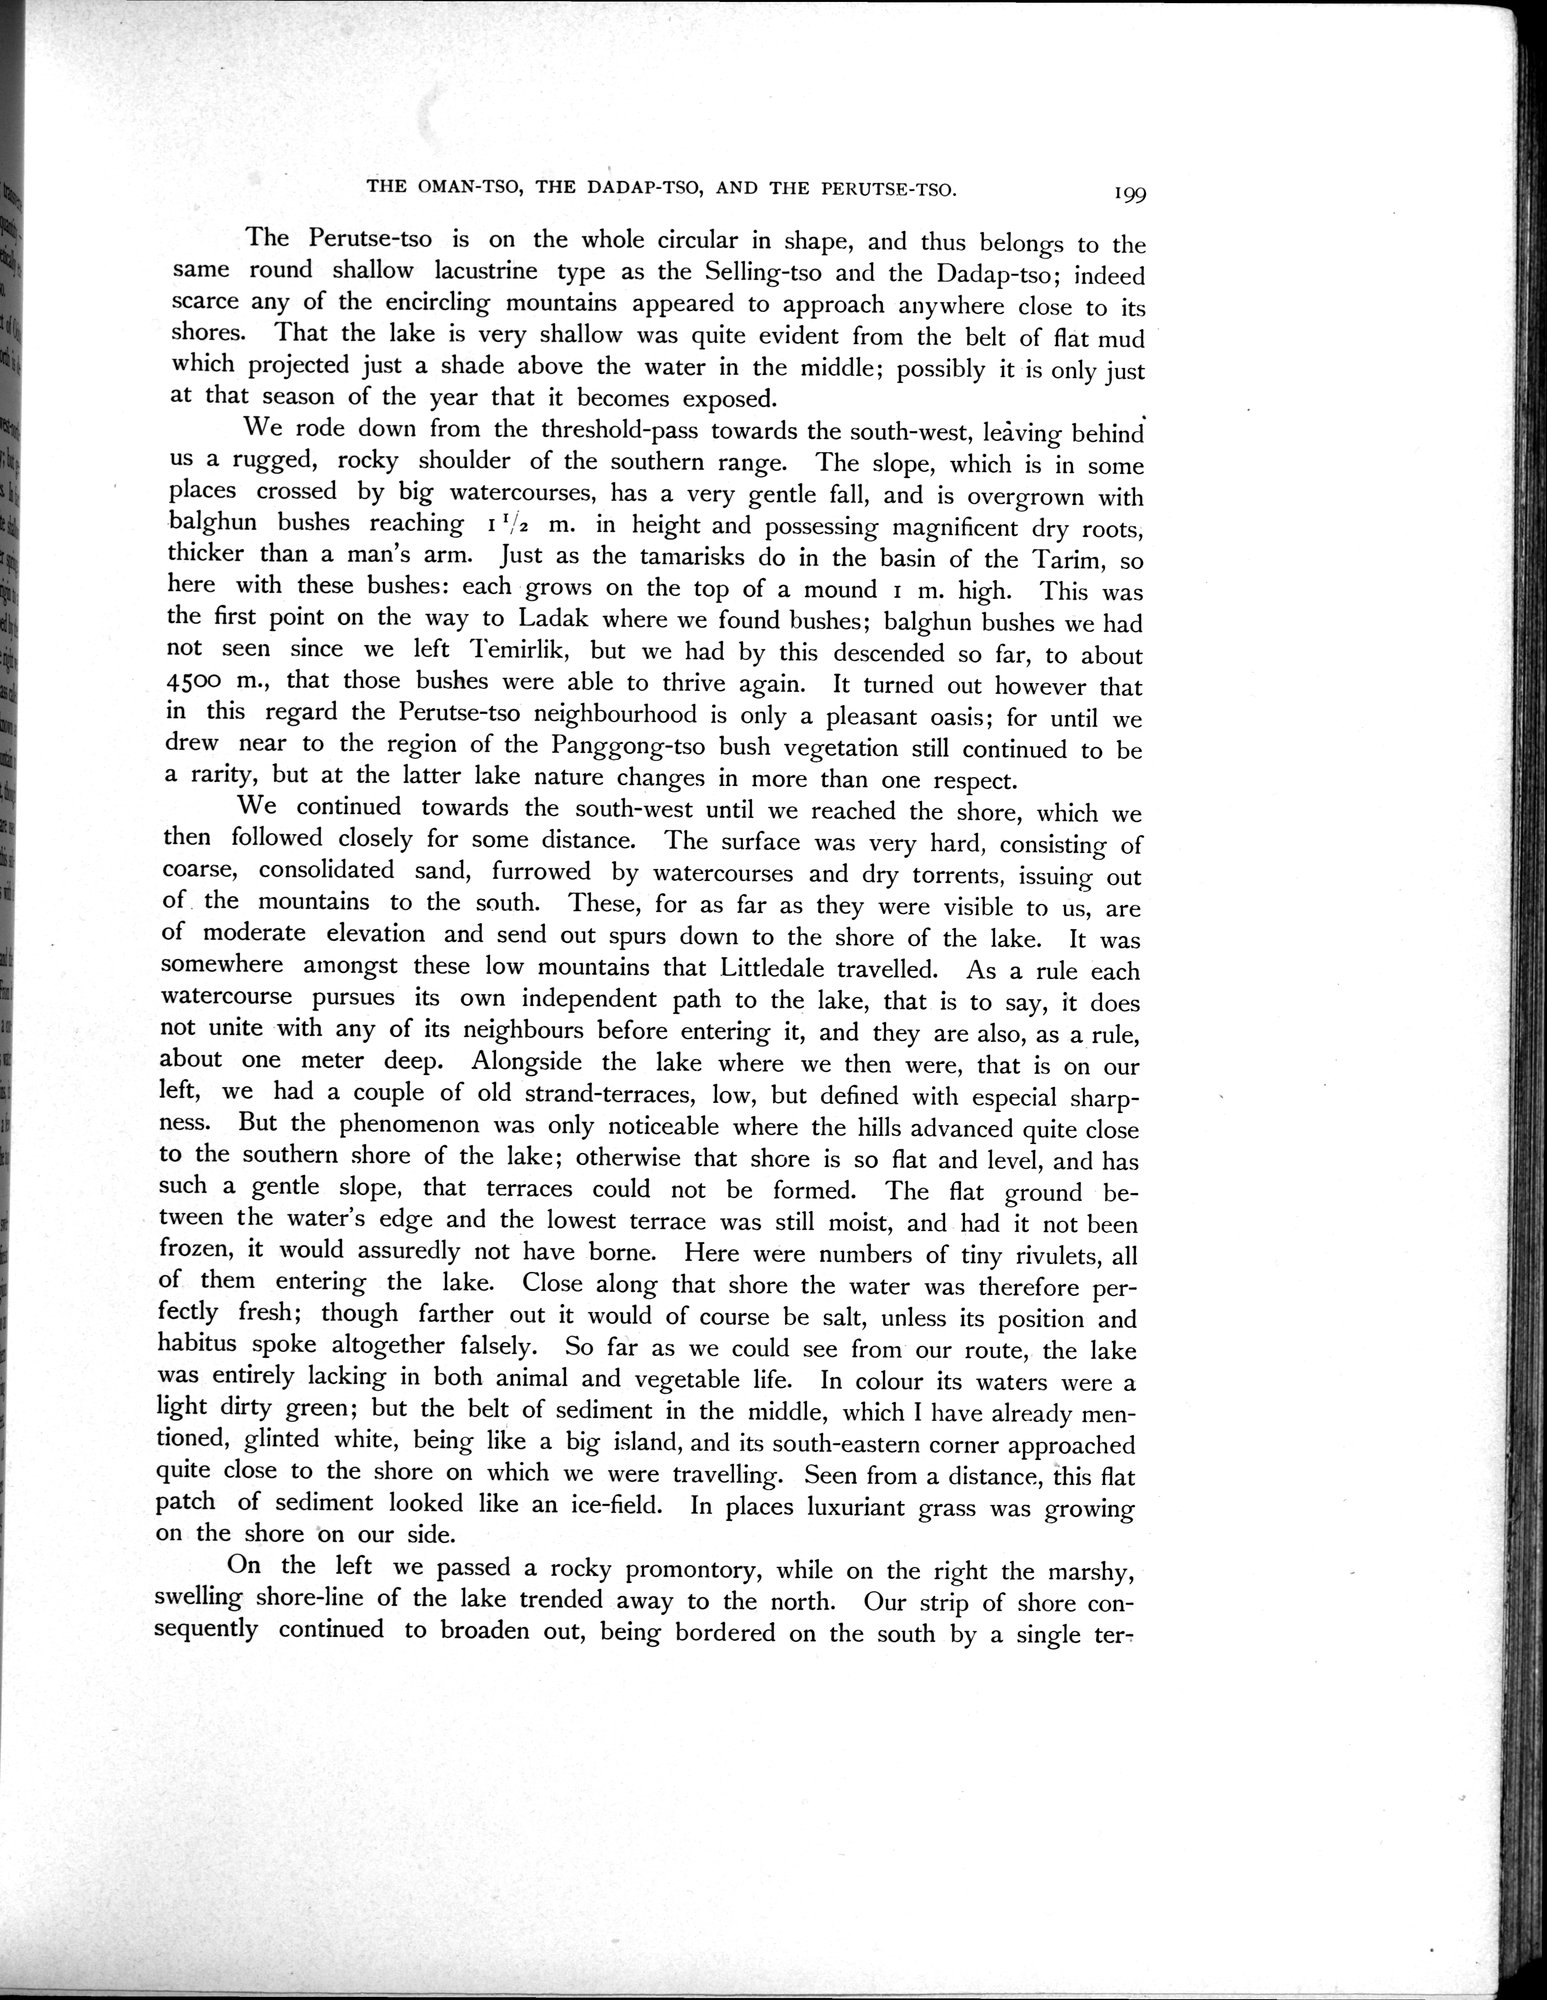 THE OMAN-TSO, THE DADAP-TSO, AND THE PERUTSE-TSO. 199
The Perutse-tso is on the whole circular in shape, and thus belongs to the
same round shallow lacustrine type as the Selling-tso and the Dadap-tso; indeed
scarce any of the encircling mountains appeared to approach anywhere close to its
shores. That the lake is very shallow was quite evident from the belt of flat mud
which projected just a shade above the water in the middle; possibly it is only just
at that season of the year that it becomes exposed.
We rode down from the threshold-pass towards the south-west, leaving behind
us a rugged, rocky shoulder of the southern range. The slope, which is in some
places crossed by big watercourses, has a very gentle fall, and is overgrown with
balghun bushes reaching 1 1/2 m. in height and possessing magnificent dry roots,
thicker than a man's arm. Just as the tamarisks do in the basin of the Tarim, so
here with these bushes: each grows on the top of a mound 1 m. high. This was
the first point on the way to Ladak where we found bushes; balghun bushes we had
not seen since we left Temirlik, but we had by this descended so far, to about
4500 m., that those bushes were able to thrive again. It turned out however that
in this regard the Perutse-tso neighbourhood is only a pleasant oasis; for until we
drew near to the region of the Panggong-tso bush vegetation still continued to be
a rarity, but at the latter lake nature changes in more than one respect.
We continued towards the south-west until we reached the shore, which we
then followed closely for some distance. The surface was very hard, consisting of
coarse, consolidated sand, furrowed by watercourses and dry torrents, issuing out
of the mountains to the south. These, for as far as they were visible to us, are
of moderate elevation and send out spurs down to the shore of the lake. It was
somewhere amongst these low mountains that Littledale travelled. As a rule each
watercourse pursues its own independent path to the lake, that is to say, it does
not unite with any of its neighbours before entering it, and they are also, as a rule,
about one meter deep. Alongside the lake where we then were, that is on our
left, we had a couple of old strand-terraces, low, but defined with especial sharp-
ness. But the phenomenon was only noticeable where the hills advanced quite close
to the southern shore of the lake; otherwise that shore is so flat and level, and has
such a gentle slope, that terraces could not be formed. The flat ground be-
tween the water's edge and the lowest terrace was still moist, and had it not been
frozen, it would assuredly not have borne. Here were numbers of tiny rivulets, all
of them entering the lake. Close along that shore the water was therefore per-
fectly fresh; though farther out it would of course be salt, unless its position and
habitus spoke altogether falsely. So far as we could see from our route, the lake
was entirely lacking in both animal and vegetable life. In colour its waters were a
light dirty green; but the belt of sediment in the middle, which I have already men-
tioned, glinted white, being like a big island, and its south-eastern corner approached
quite close to the shore on which we were travelling. Seen from a distance, this flat
patch of sediment looked like an ice-field. In places luxuriant grass was growing
on the shore on our side.
On the left we passed a rocky promontory, while on the right the marshy,
swelling shore-line of the lake trended away to the north. Our strip of shore con-
sequently continued to broaden out, being bordered on the south by a single ter-